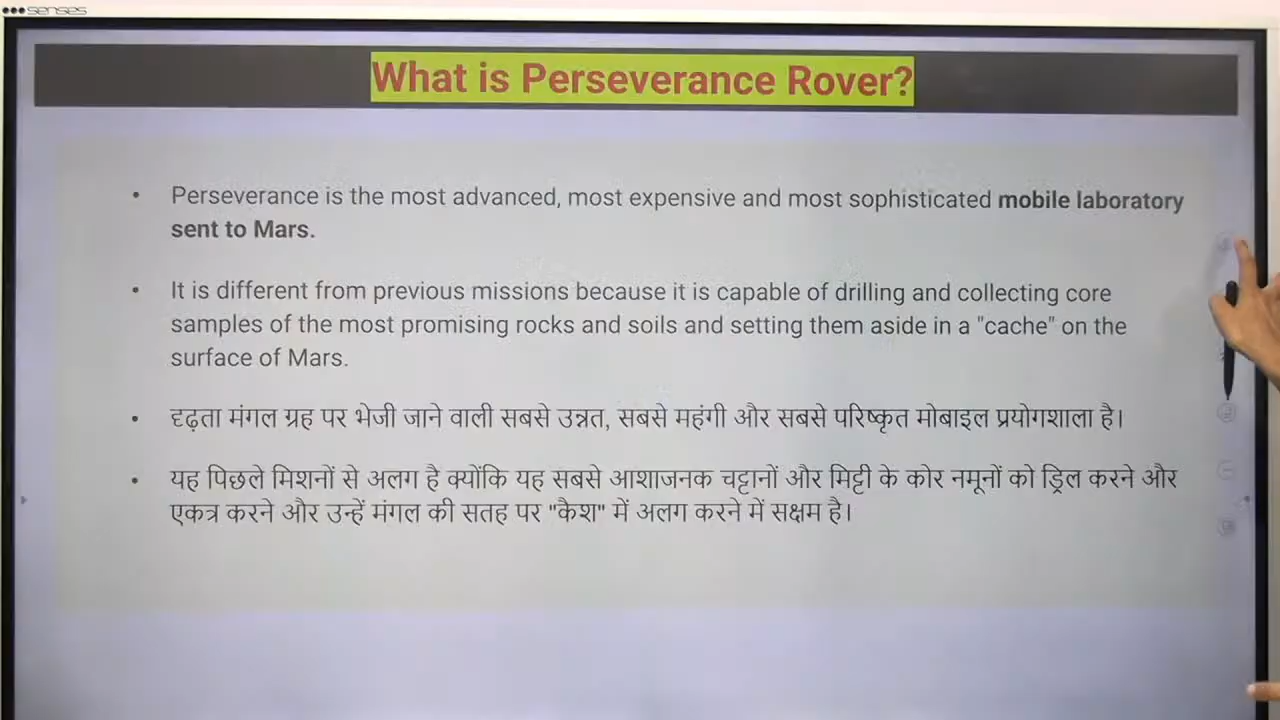 senses
What is Perseverance Rover?
• Perseverance is the most advanced, most expensive and most sophisticated mobile laboratory
sent to Mars.
• It is different from previous missions because it is capable of drilling and collecting core
samples of the most promising rocks and soils and setting them aside in a "cache" on the
surface of Mars.
• दृढ़ता मंगल ग्रह पर भेजी जाने वाली सबसे उन्नत, सबसे महंगी और सबसे परिष्कृत मोबाइल प्रयोगशाला है।
• यह पिछले मिशनों से अलग है क्योंकि यह सबसे आशाजनक चट्टानों और मिट्टी के कोर नमूनों को ड्रिल करने और
एकत्र करने और उन्हें मंगल की सतह पर "कैश" में अलग करने में सक्षम है।